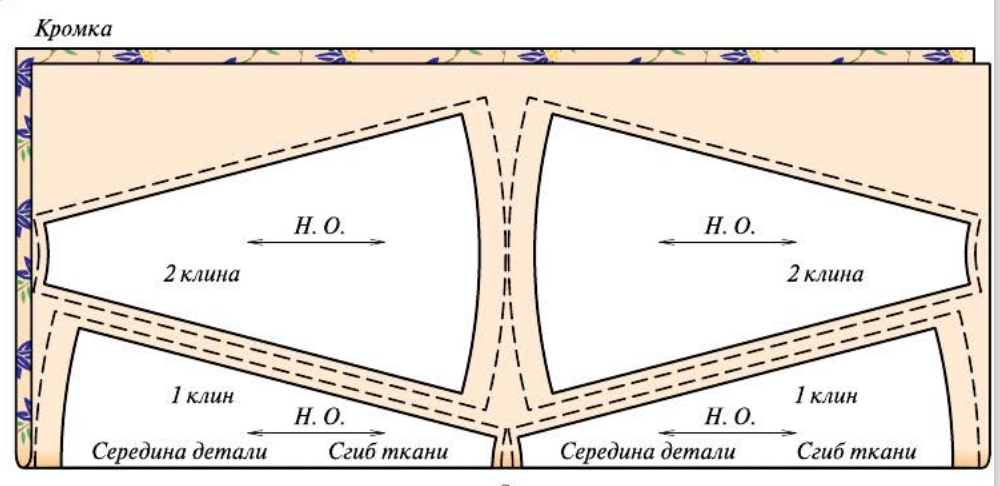 Кромка
Н. О.
Н. О.
2 клина
2 клина
1 клин
1 клин
Н. О.
Н. О.
Середина детали
Сгиб ткани
Середина детали
Сгиб ткани